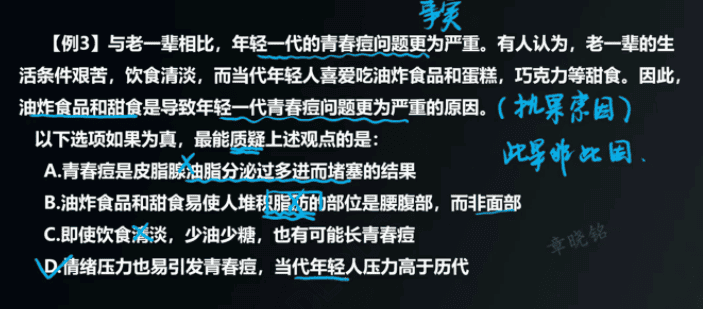 事实
【例3】与老一辈相比，年轻一代的青春痘问题更为严重。有人认为，老一辈的生
活条件艰苦，饮食清淡，而当代年轻人喜爱吃油炸食品和蛋糕，巧克力等甜食。因此，
油炸食品和甜食是导致年轻一代青春痘问题更为严重的原因。（执果索因）
以下选项如果为真，最能质疑上述观点的是：
此果非此因.
A.青春痘是皮脂腺油脂分泌过多进而堵塞的结果
B.油炸食品和甜食易使人堆积脂肪的部位是腰腹部，而非面部
C.即使饮食清淡，少油少糖，也有可能长青春痘
D.情绪压力也易引发青春痘，当代年轻人压力高于历代
章晓铭